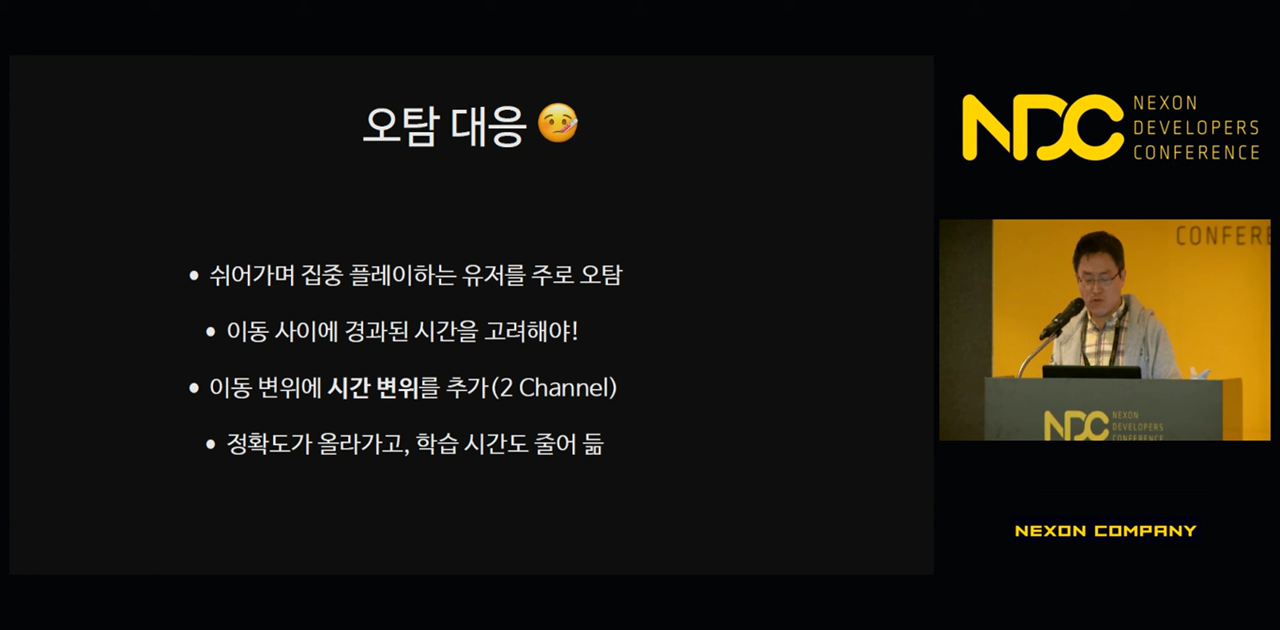 오탐 대응 🤒
• 쉬어가며 집중 플레이하는 유저를 주로 오탐
• 이동 사이에 경과된 시간을 고려해야!
• 이동 변위에 시간 변위를 추가(2 Channel)
• 정확도가 올라가고, 학습 시간도 줄어 듦
NDC NEXON
DEVELOPERS
CONFERENCE
CONFERE
NDC NEXON
DEVELOPERS
CONFERENCE
NEXON COMPANY